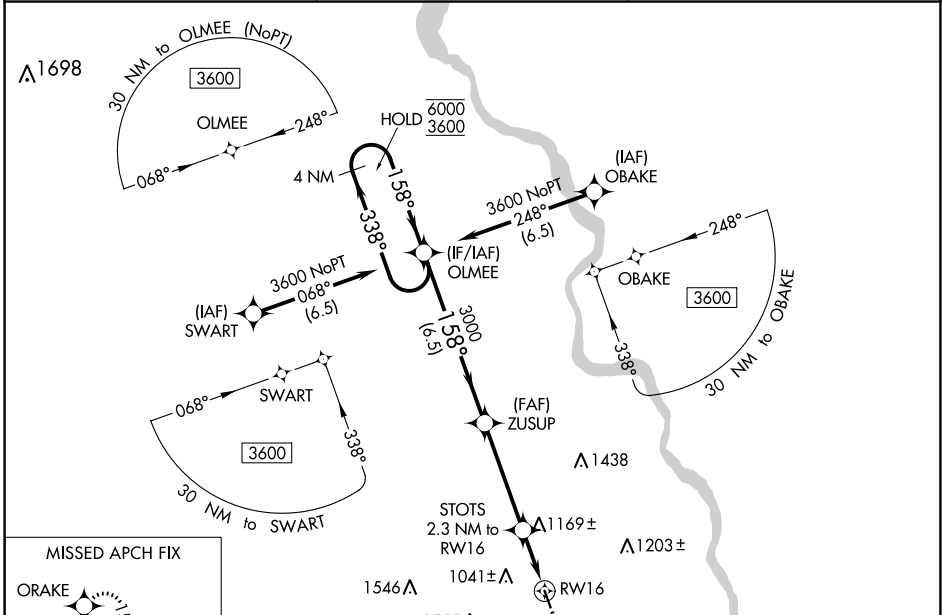 1698
30 NM to OLMEE (NoPT)
3600
OLMEE
068°
248°
HOLD
6000
3600
4 NM
158°
338°
(IAF)
OBAKE
3600 NoPT
248°
(6.5)
(IF/IAF)
OLMEE
3600 NoPT
068°
(6.5)
(IAF)
SWART
248°
OBAKE
3600
338°
30 NM to OBAKE
3000
158°
(6.5)
068°
SWART
338°
3600
30 NM to SWART
(FAF)
ZUSUP
1438
STOTS
2.3 NM to
RW16
1169±
1203±
MISSED APCH FIX
ORAKE
1546
1041±
RW16